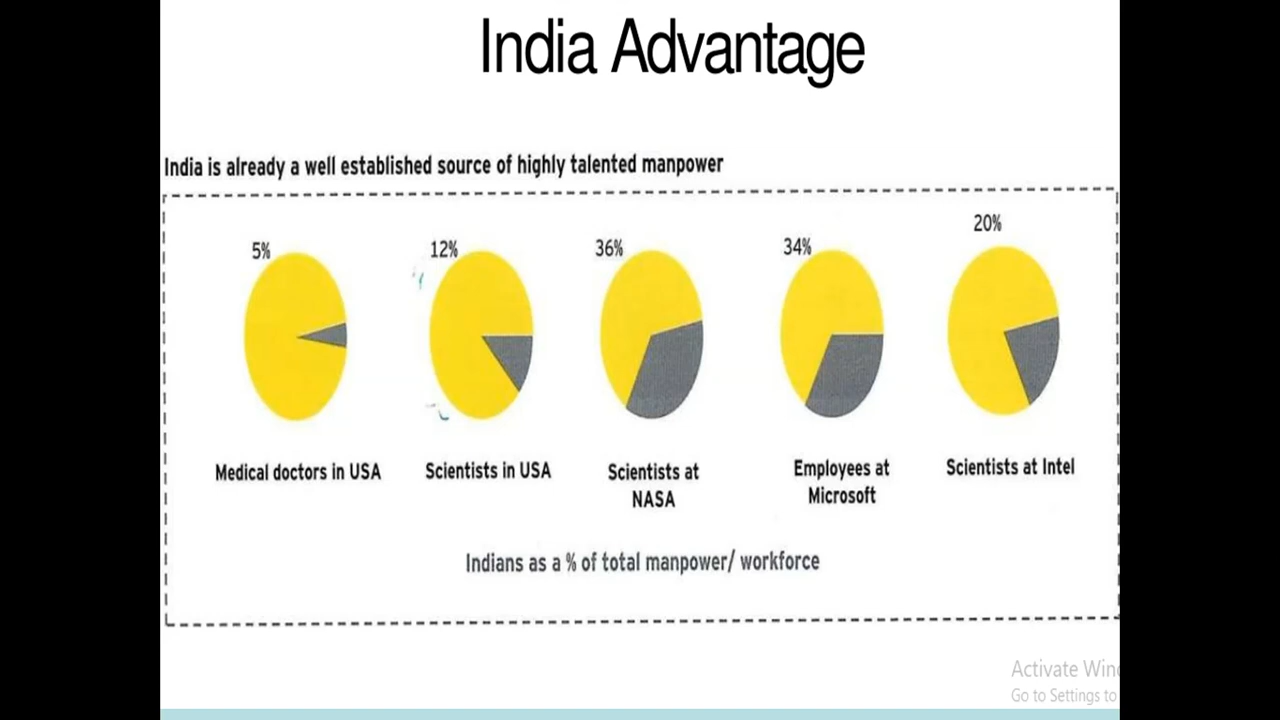 India Advantage
India is already a well established source of highly talented manpower
5%
12%
36%
34%
20%
Medical doctors in USA
Scientists in USA
Scientists at
NASA
Employees at
Microsoft
Scientists at Intel
Indians as a % of total manpower/ workforce
Activate Win
Go to Settings to